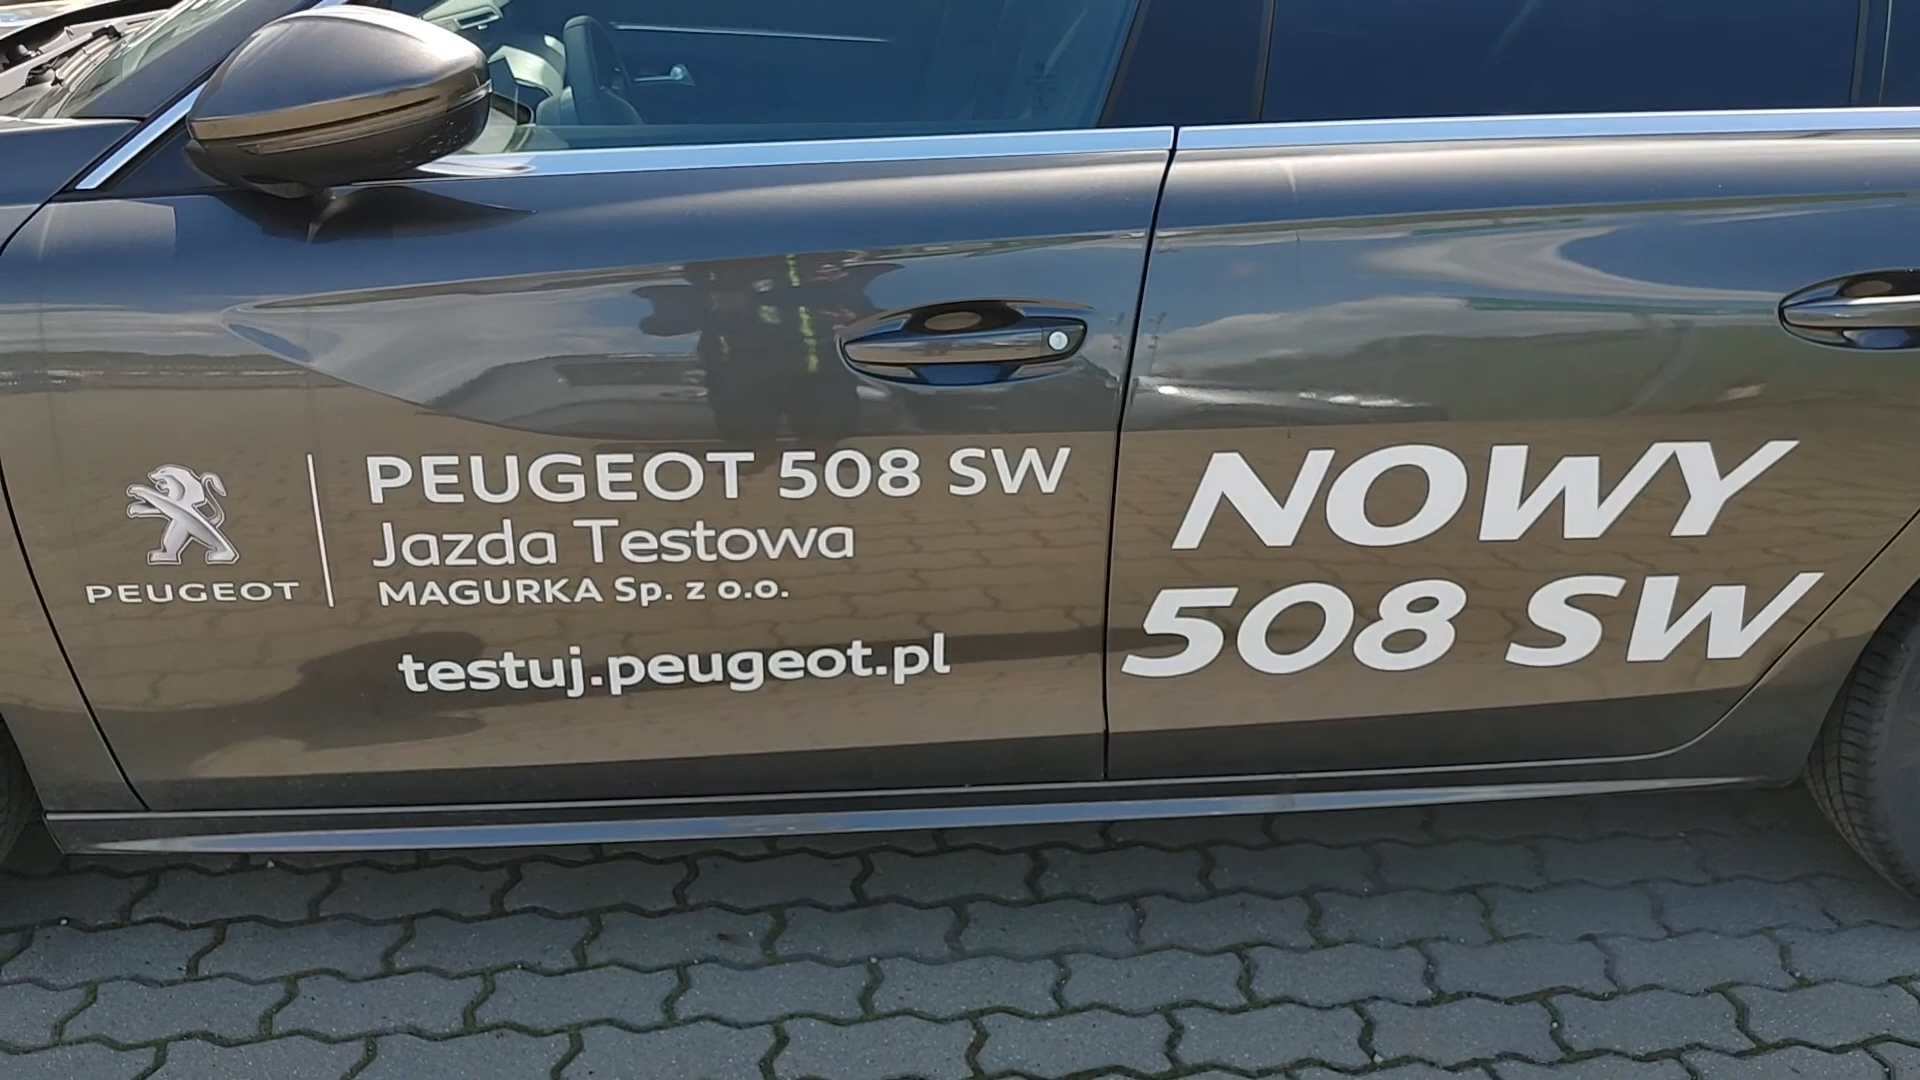 PEUGEOT
PEUGEOT 508 SW
Jazda Testowa
MAGURKA Sp. z o.o.
testuj.peugeot.pl
NOWY
508 SW